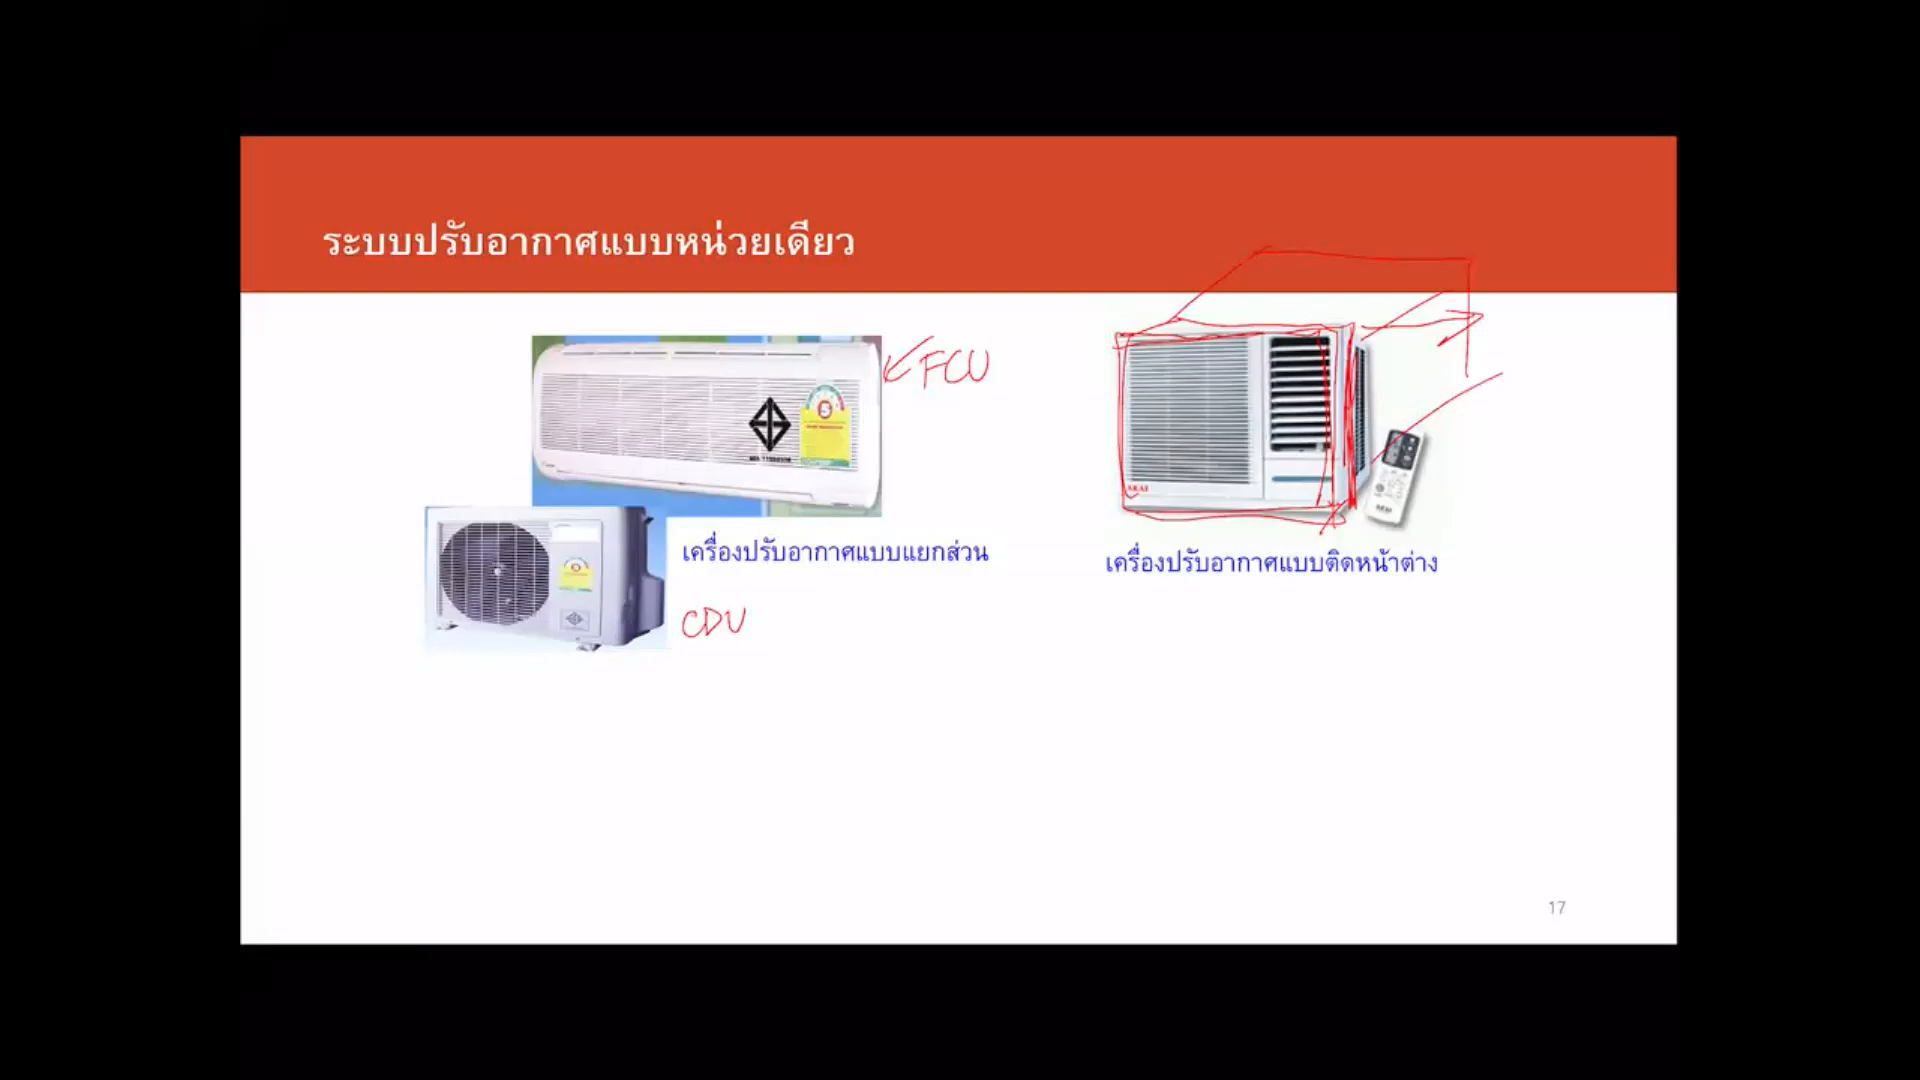 ระบบปรับอากาศแบบหน่วยเดียว
FCU
5
AKAI
เครื่องปรับอากาศแบบแยกส่วน
เครื่องปรับอากาศแบบติดหน้าต่าง
CDU
17